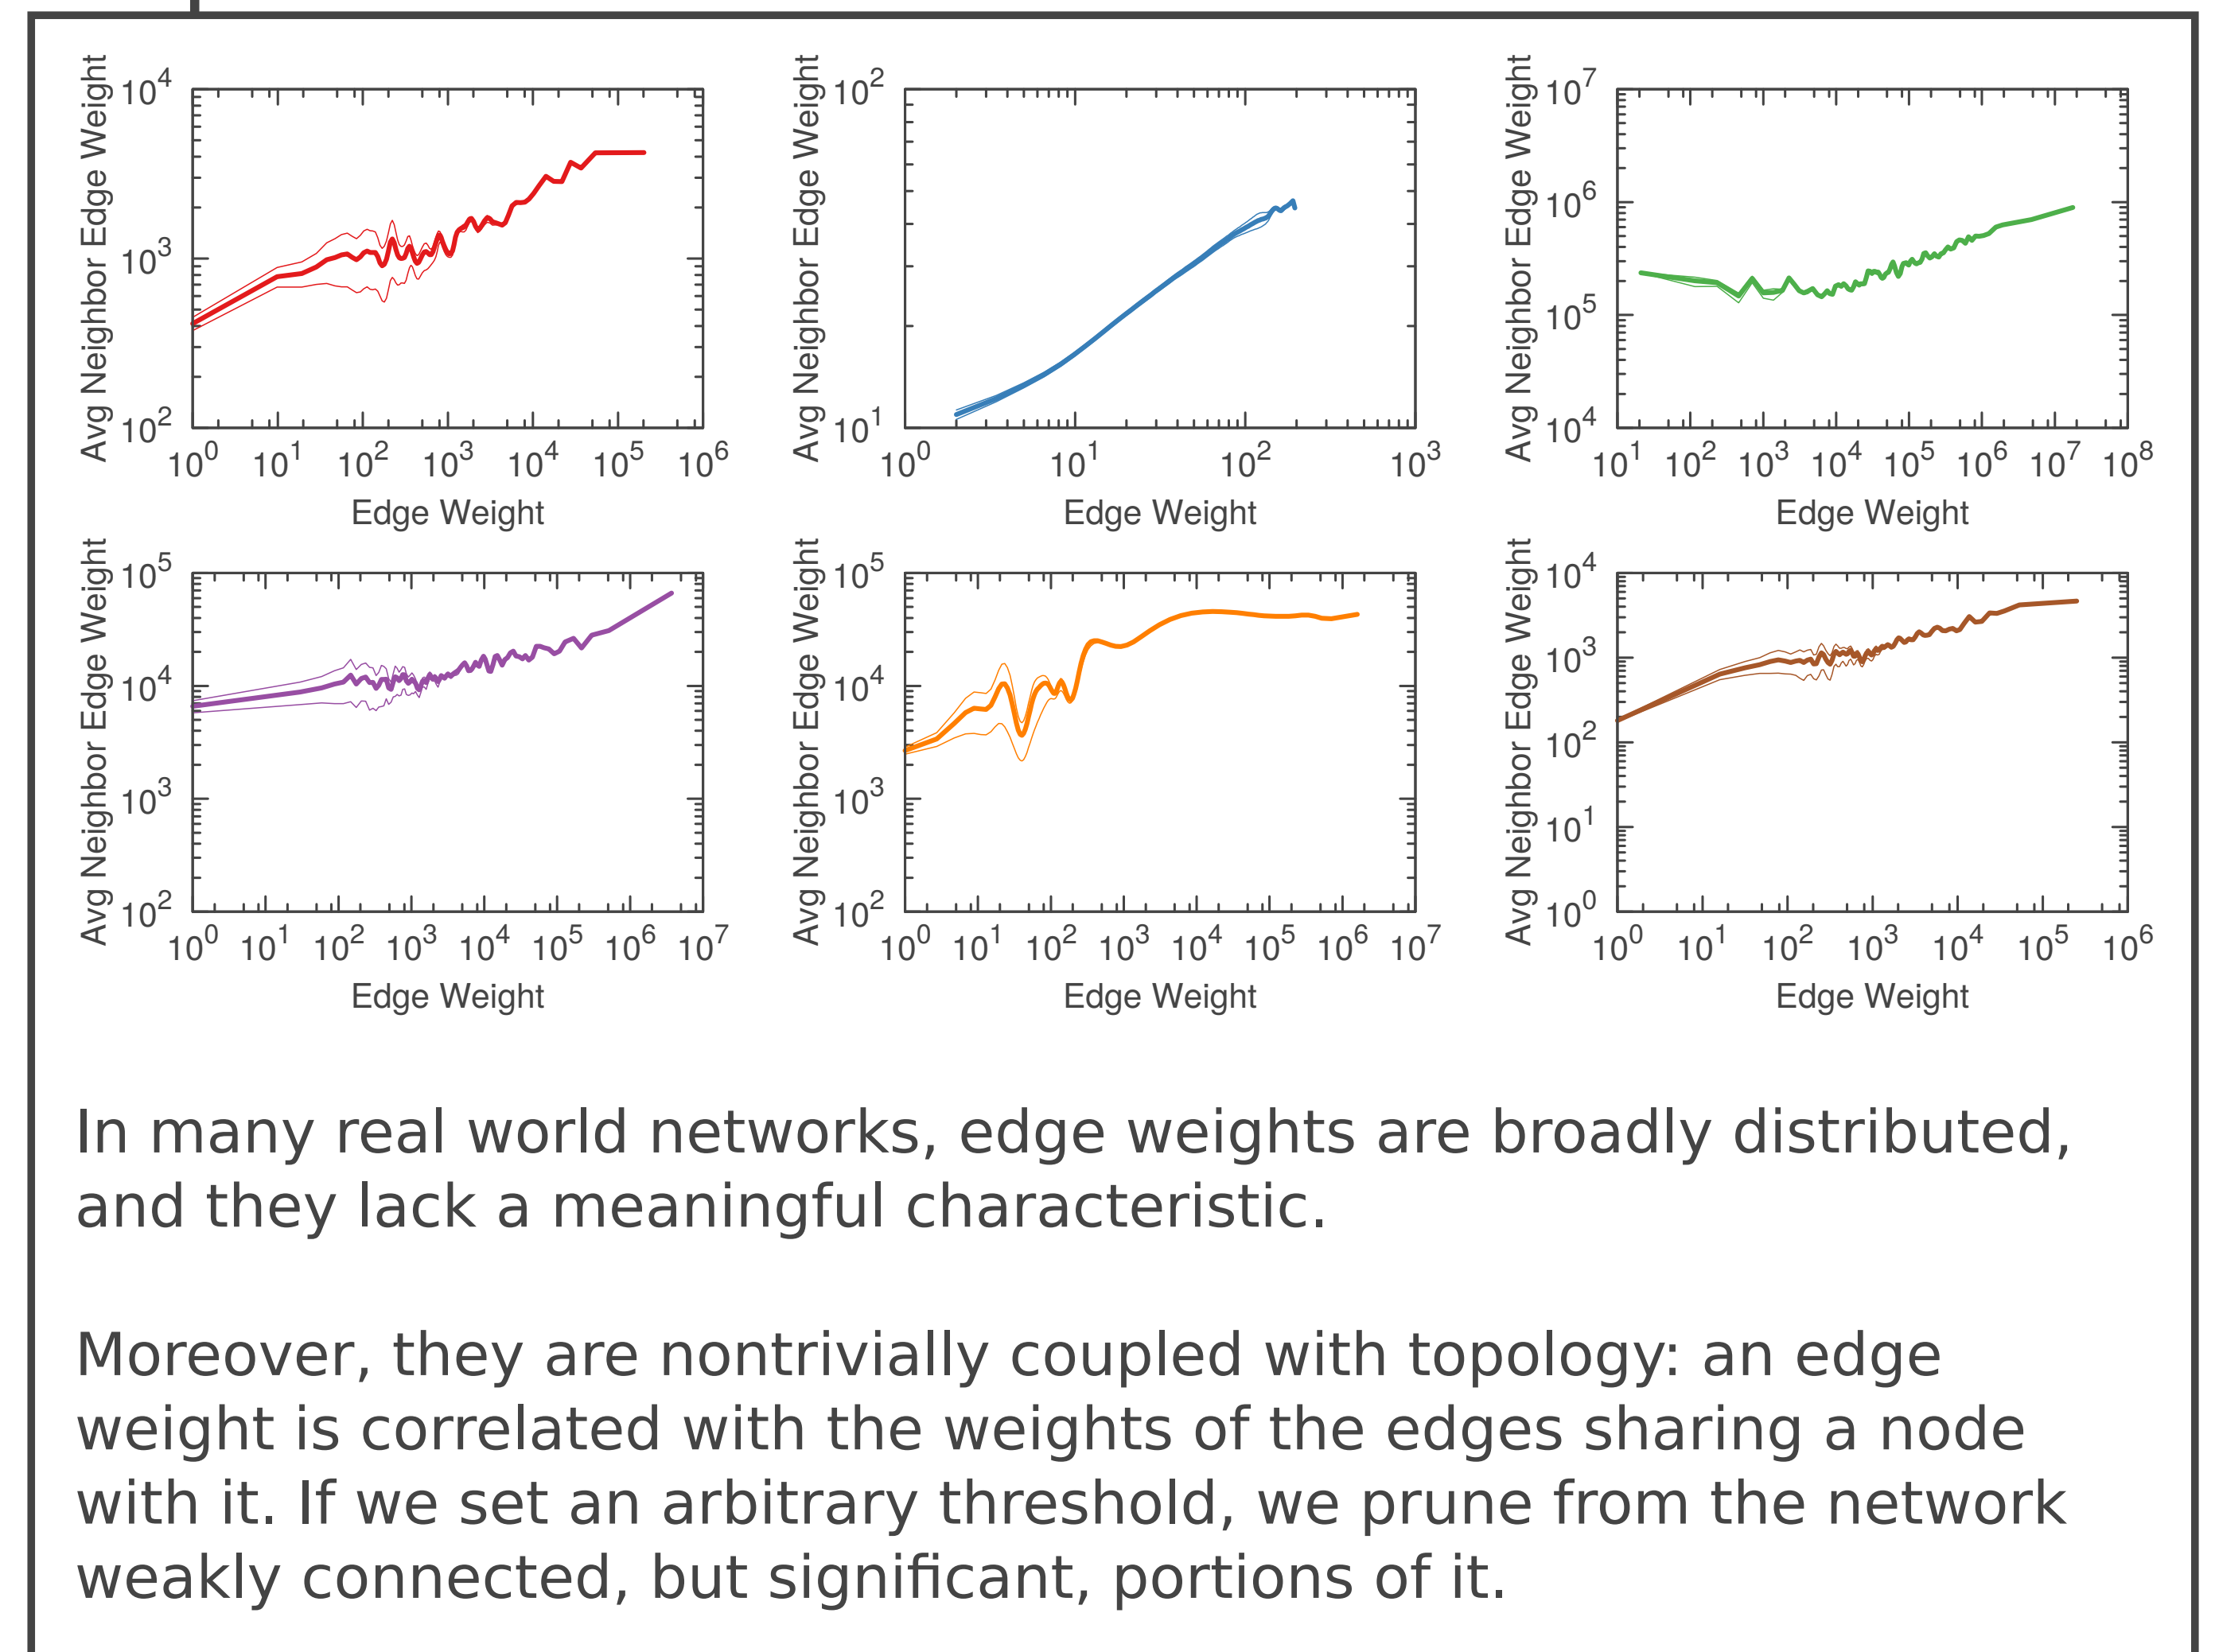 Avg Neighbor Edge Weight
10^4
10^3
10^2
10^0 10^1 10^2 10^3 10^4 10^5 10^6
Edge Weight
Avg Neighbor Edge Weight
10^2
10^1
10^0 10^1 10^2 10^3
Edge Weight
Avg Neighbor Edge Weight
10^7
10^6
10^5
10^4
10^1 10^2 10^3 10^4 10^5 10^6 10^7 10^8
Edge Weight
Avg Neighbor Edge Weight
10^5
10^4
10^3
10^2
10^0 10^1 10^2 10^3 10^4 10^5 10^6 10^7
Edge Weight
Avg Neighbor Edge Weight
10^5
10^4
10^3
10^2
10^0 10^1 10^2 10^3 10^4 10^5 10^6 10^7
Edge Weight
Avg Neighbor Edge Weight
10^4
10^3
10^2
10^1
10^0
10^0 10^1 10^2 10^3 10^4 10^5 10^6
Edge Weight
In many real world networks, edge weights are broadly distributed,
and they lack a meaningful characteristic.
Moreover, they are nontrivially coupled with topology: an edge
weight is correlated with the weights of the edges sharing a node
with it. If we set an arbitrary threshold, we prune from the network
weakly connected, but significant, portions of it.